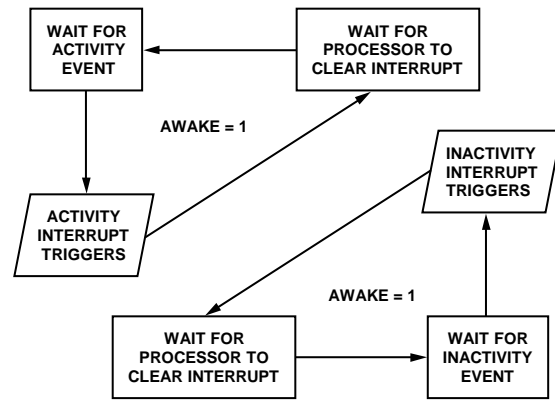 WAIT FOR
ACTIVITY
EVENT
WAIT FOR
PROCESSOR TO
CLEAR INTERRUPT
AWAKE = 1
ACTIVITY
INTERRUPT
TRIGGERS
INACTIVITY
INTERRUPT
TRIGGERS
AWAKE = 1
WAIT FOR
PROCESSOR TO
CLEAR INTERRUPT
WAIT FOR
INACTIVITY
EVENT